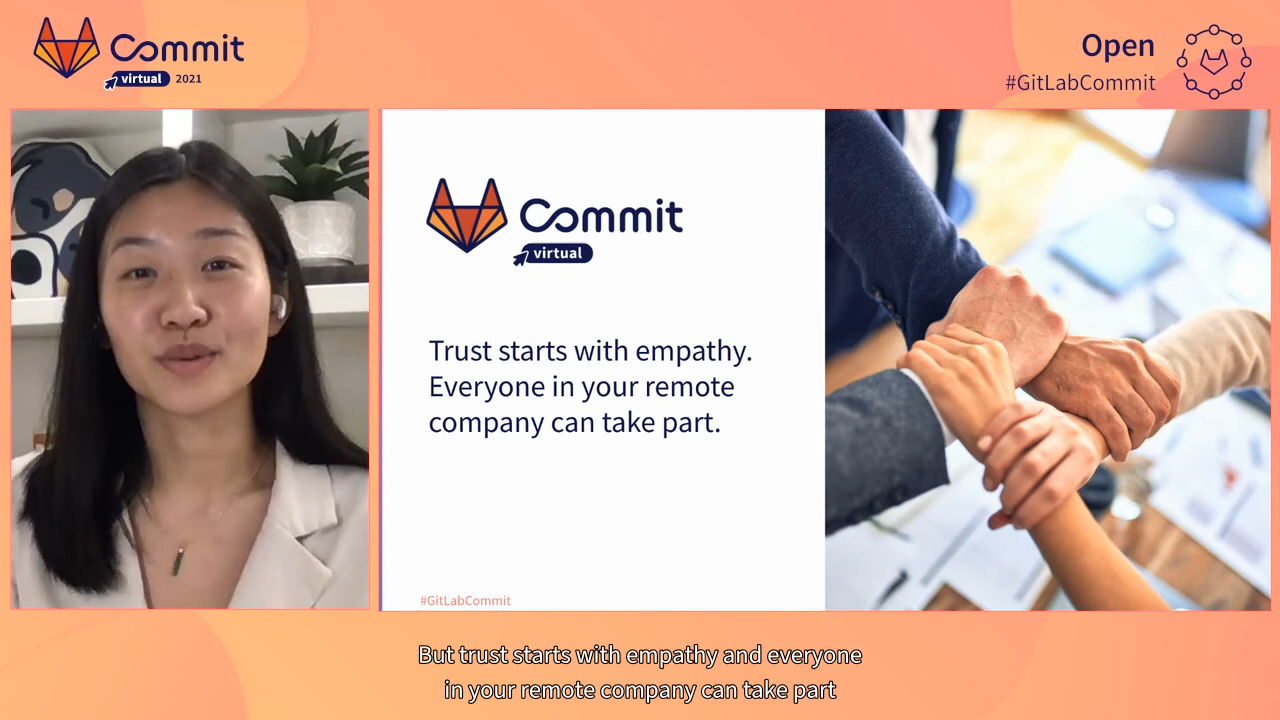 Commit
virtual 2021
Open
#GitLabCommit
Commit
virtual
Trust starts with empathy.
Everyone in your remote
company can take part.
#GitLabCommit
But trust starts with empathy and everyone
in your remote company can take part